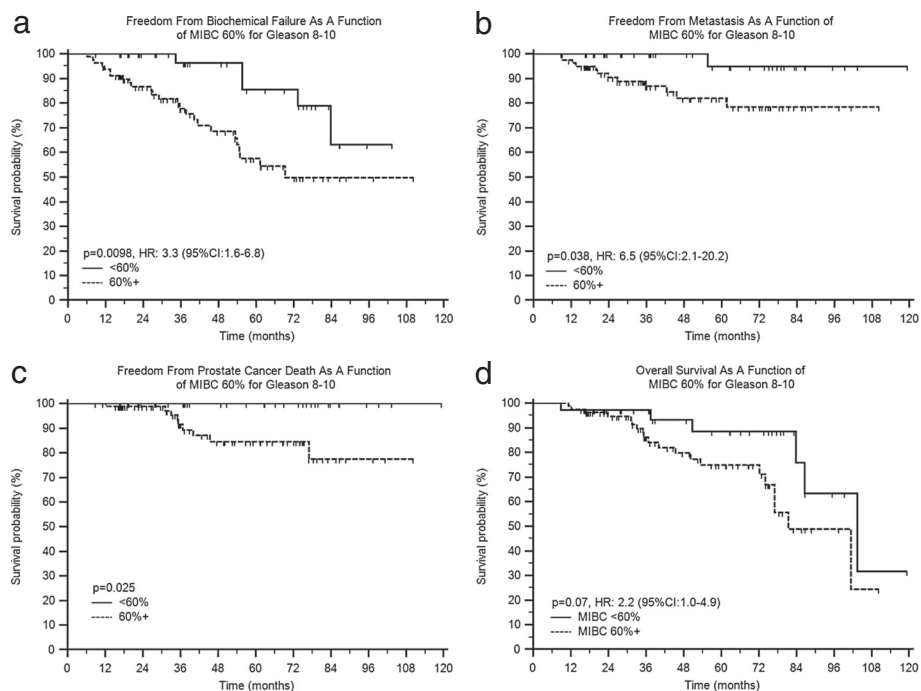 a
Freedom From Biochemical Failure As A Function
of MIBC 60% for Gleason 8-10
Survival probability (%)
100
90
80
70
60
50
40
30
20
10
0
p=0.0098, HR: 3.3 (95%CI:1.6-6.8)
<60%
60%+
0 12 24 36 48 60 72 84 96 108 120
Time (months)
b
Freedom From Metastasis As A Function of
MIBC 60% for Gleason 8-10
Survival probability (%)
100
90
80
70
60
50
40
30
20
10
0
p=0.038, HR: 6.5 (95%CI:2.1-20.2)
<60%
60%+
0 12 24 36 48 60 72 84 96 108 120
Time (months)
c
Freedom From Prostate Cancer Death As A Function
of MIBC 60% for Gleason 8-10
Survival probability (%)
100
90
80
70
60
50
40
30
80
90
100
p=0.025
<60%
60%+
0 12 24 36 48 60 72 84 96 108 120
Time (months)
d
Overall Survival As A Function of
MIBC 60% for Gleason 8-10
Survival probability (%)
100
90
80
70
60
50
40
30
80
90
100
p=0.07, HR: 2.2 (95%CI:1.0-4.9)
MIBC <60%
MIBC 60%+
0 12 24 36 48 60 72 84 96 108 120
Time (months)